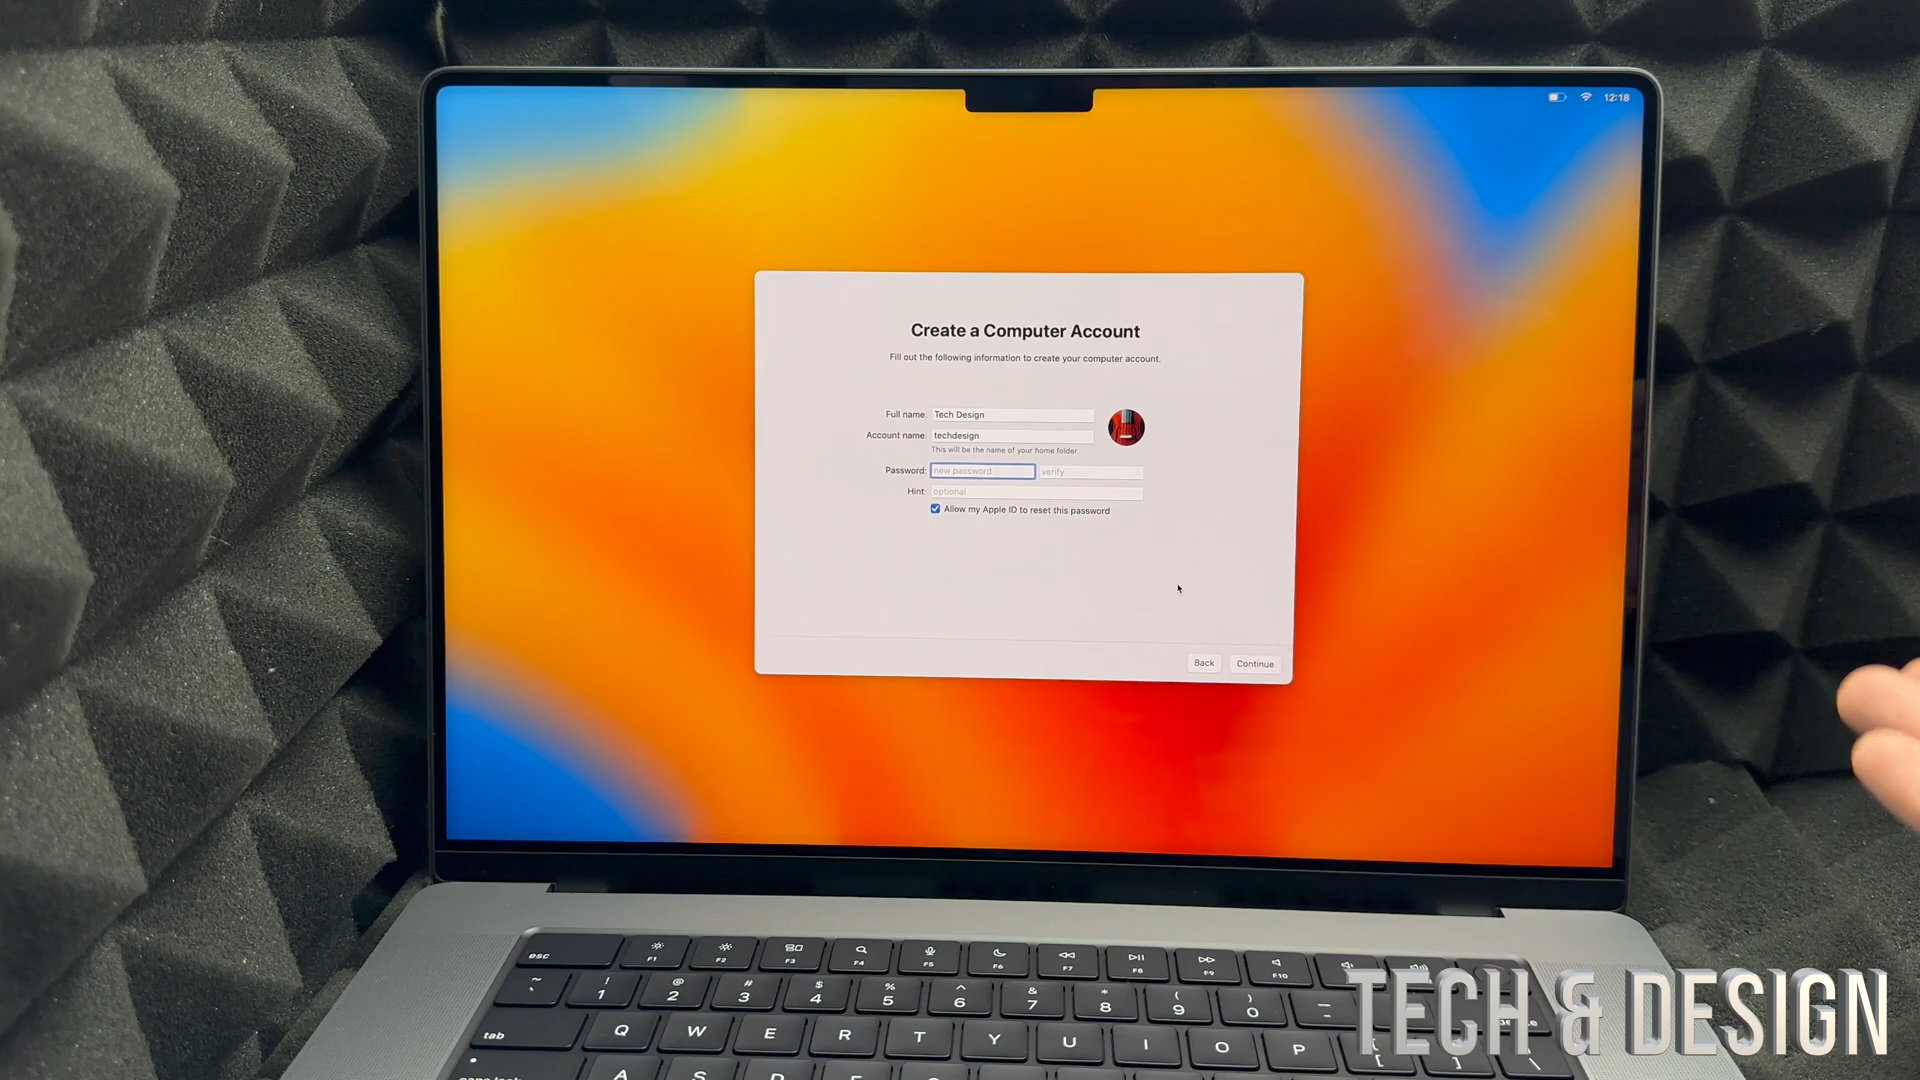 12:18
Create a Computer Account
Fill out the following information to create your computer account.
Full name: Tech Design
Account name: techdesign
This will be the name of your home folder
Password: new password verify
Hint: optional
Allow my Apple ID to reset this password
Back Continue
esc F1 F2 F3 F4 F5 F6 F7 F8 F9 F10
~ ` ! 1 @ 2 # 3 $ 4 % 5 ^ 6 & 7 * 8 ( 9 ) 0
tab Q W E R T Y U I O P
A S D
TECH & DESIGN